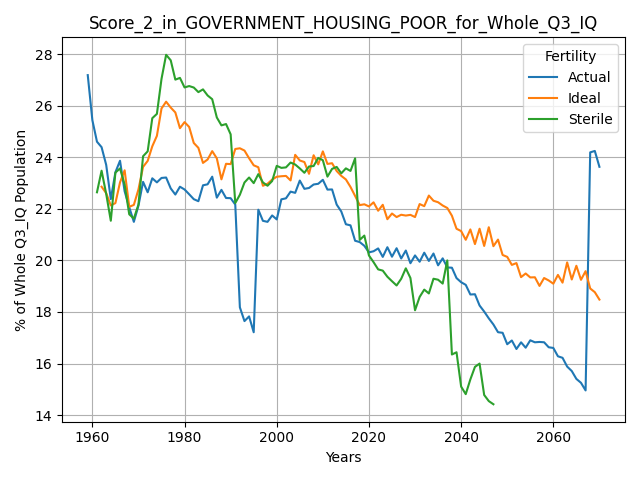 Score_2_in_GOVERNMENT_HOUSING_POOR_for_Whole_Q3_IQ
% of Whole Q3_IQ Population
28
26
24
22
20
18
16
14
Fertility
Actual
Ideal
Sterile
1960 1980 2000 2020 2040 2060
Years